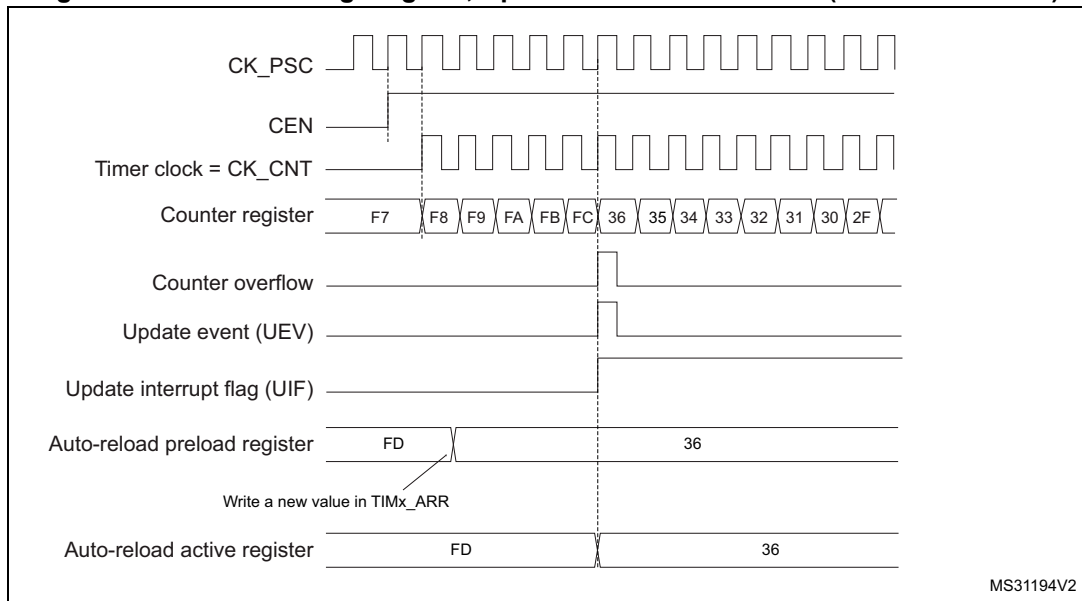 CK_PSC
CEN
Timer clock = CK_CNT
Counter register F7 F8 F9 FA FB FC 36 35 34 33 32 31 30 2F
Counter overflow
Update event (UEV)
Update interrupt flag (UIF)
Auto-reload preload register FD 36
Write a new value in TIMx_ARR
Auto-reload active register FD 36
MS31194V2